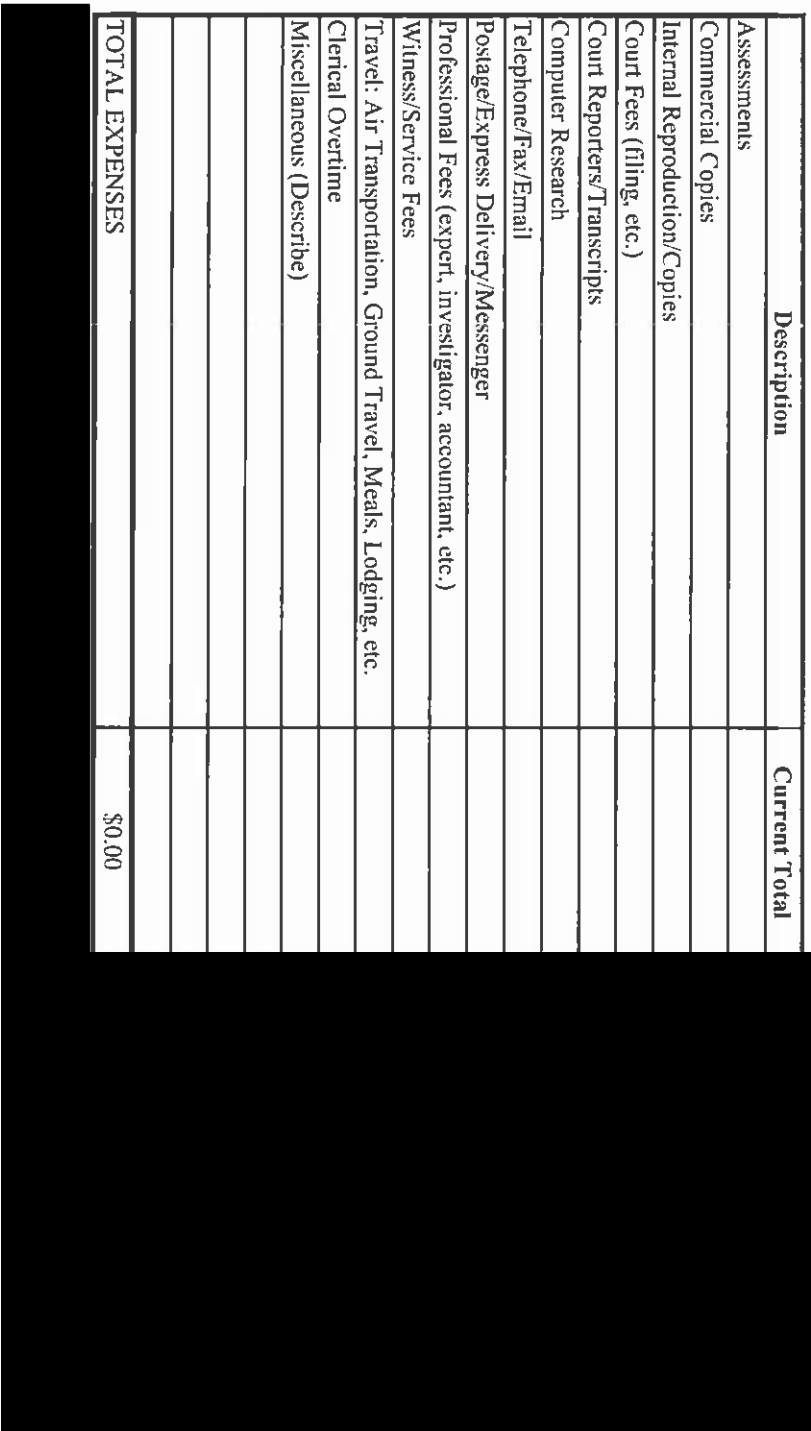 Description Current Total
Assessments
Commercial Copies
Internal Reproduction/Copies
Court Fees (filing, etc.)
Court Reporters/Transcripts
Computer Research
Telephone/Fax/Email
Postage/Express Delivery/Messenger
Professional Fees (expert, investigator, accountant, etc.)
Witness/Service Fees
Travel: Air Transportation, Ground Travel, Meals, Lodging, etc.
Clerical Overtime
Miscellaneous (Describe)
TOTAL EXPENSES $0.00